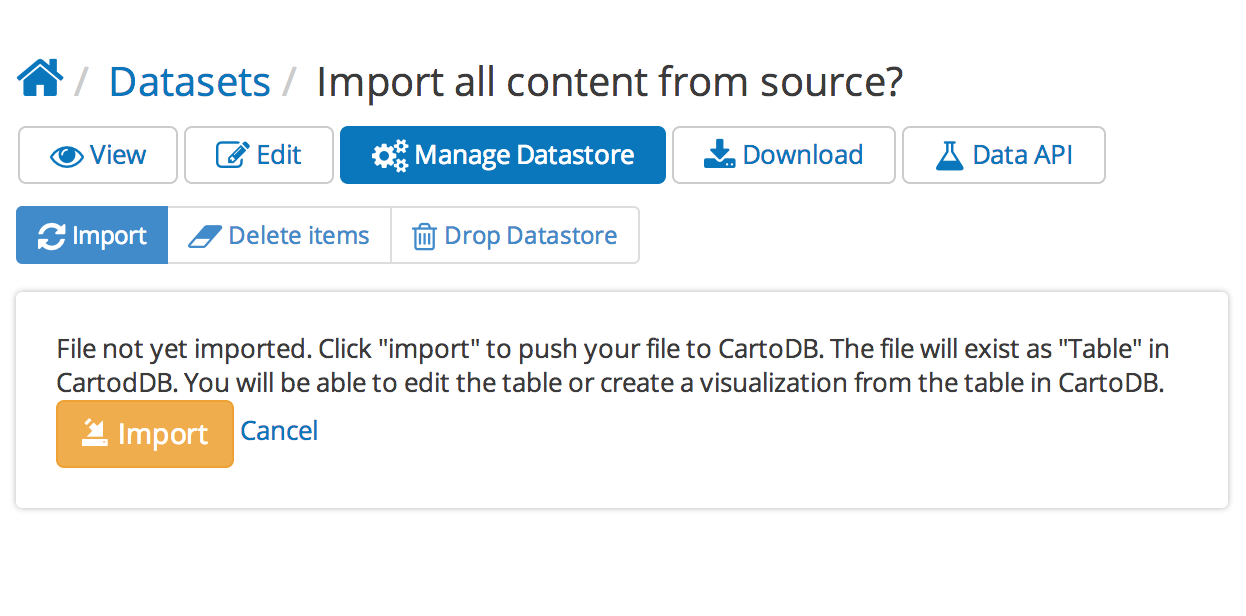 / Datasets / Import all content from source?
View Edit Manage Datastore Download Data API
Import Delete items Drop Datastore
File not yet imported. Click "import" to push your file to CartoDB. The file will exist as "Table" in
CartodDB. You will be able to edit the table or create a visualization from the table in CartoDB.
Import Cancel